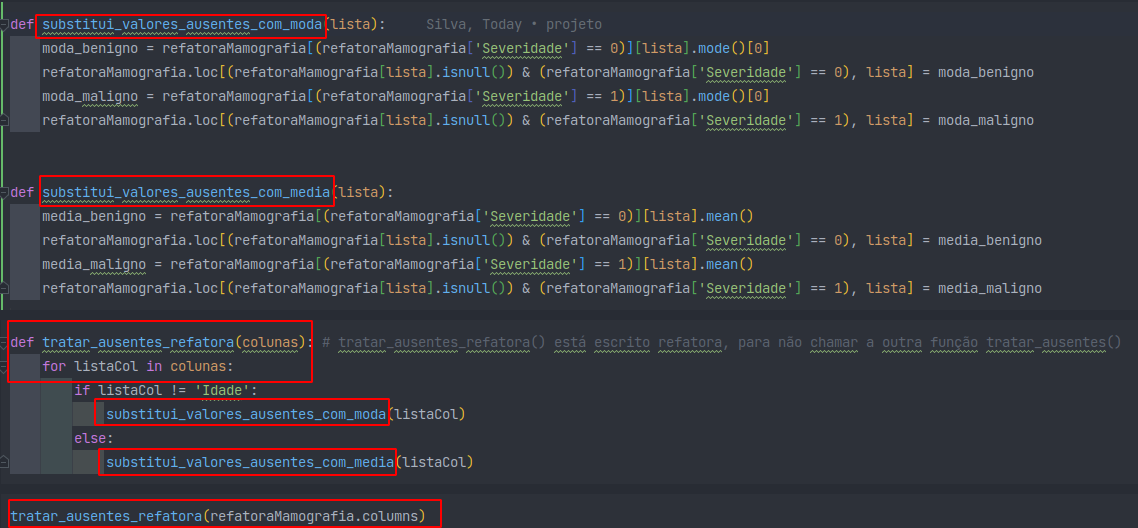 def substitui_valores_ausentes_com_moda(lista): Silva, Today • projeto
moda_benigno = refatoraMamografia[(refatoraMamografia['Severidade'] == 0)][lista].mode()[0]
refatoraMamografia.loc[(refatoraMamografia[lista].isnull()) & (refatoraMamografia['Severidade'] == 0), lista] = moda_benigno
moda_maligno = refatoraMamografia[(refatoraMamografia['Severidade'] == 1)][lista].mode()[0]
refatoraMamografia.loc[(refatoraMamografia[lista].isnull()) & (refatoraMamografia['Severidade'] == 1), lista] = moda_maligno
def substitui_valores_ausentes_com_media(lista):
media_benigno = refatoraMamografia[(refatoraMamografia['Severidade'] == 0)][lista].mean()
refatoraMamografia.loc[(refatoraMamografia[lista].isnull()) & (refatoraMamografia['Severidade'] == 0), lista] = media_benigno
media_maligno = refatoraMamografia[(refatoraMamografia['Severidade'] == 1)][lista].mean()
refatoraMamografia.loc[(refatoraMamografia[lista].isnull()) & (refatoraMamografia['Severidade'] == 1), lista] = media_maligno
def tratar_ausentes_refatora(colunas): # tratar_ausentes_refatora() está escrito refatora, para não chamar a outra função tratar_ausentes()
for listaCol in colunas:
if listaCol != 'Idade':
substitui_valores_ausentes_com_moda(listaCol)
else:
substitui_valores_ausentes_com_media(listaCol)
tratar_ausentes_refatora(refatoraMamografia.columns)